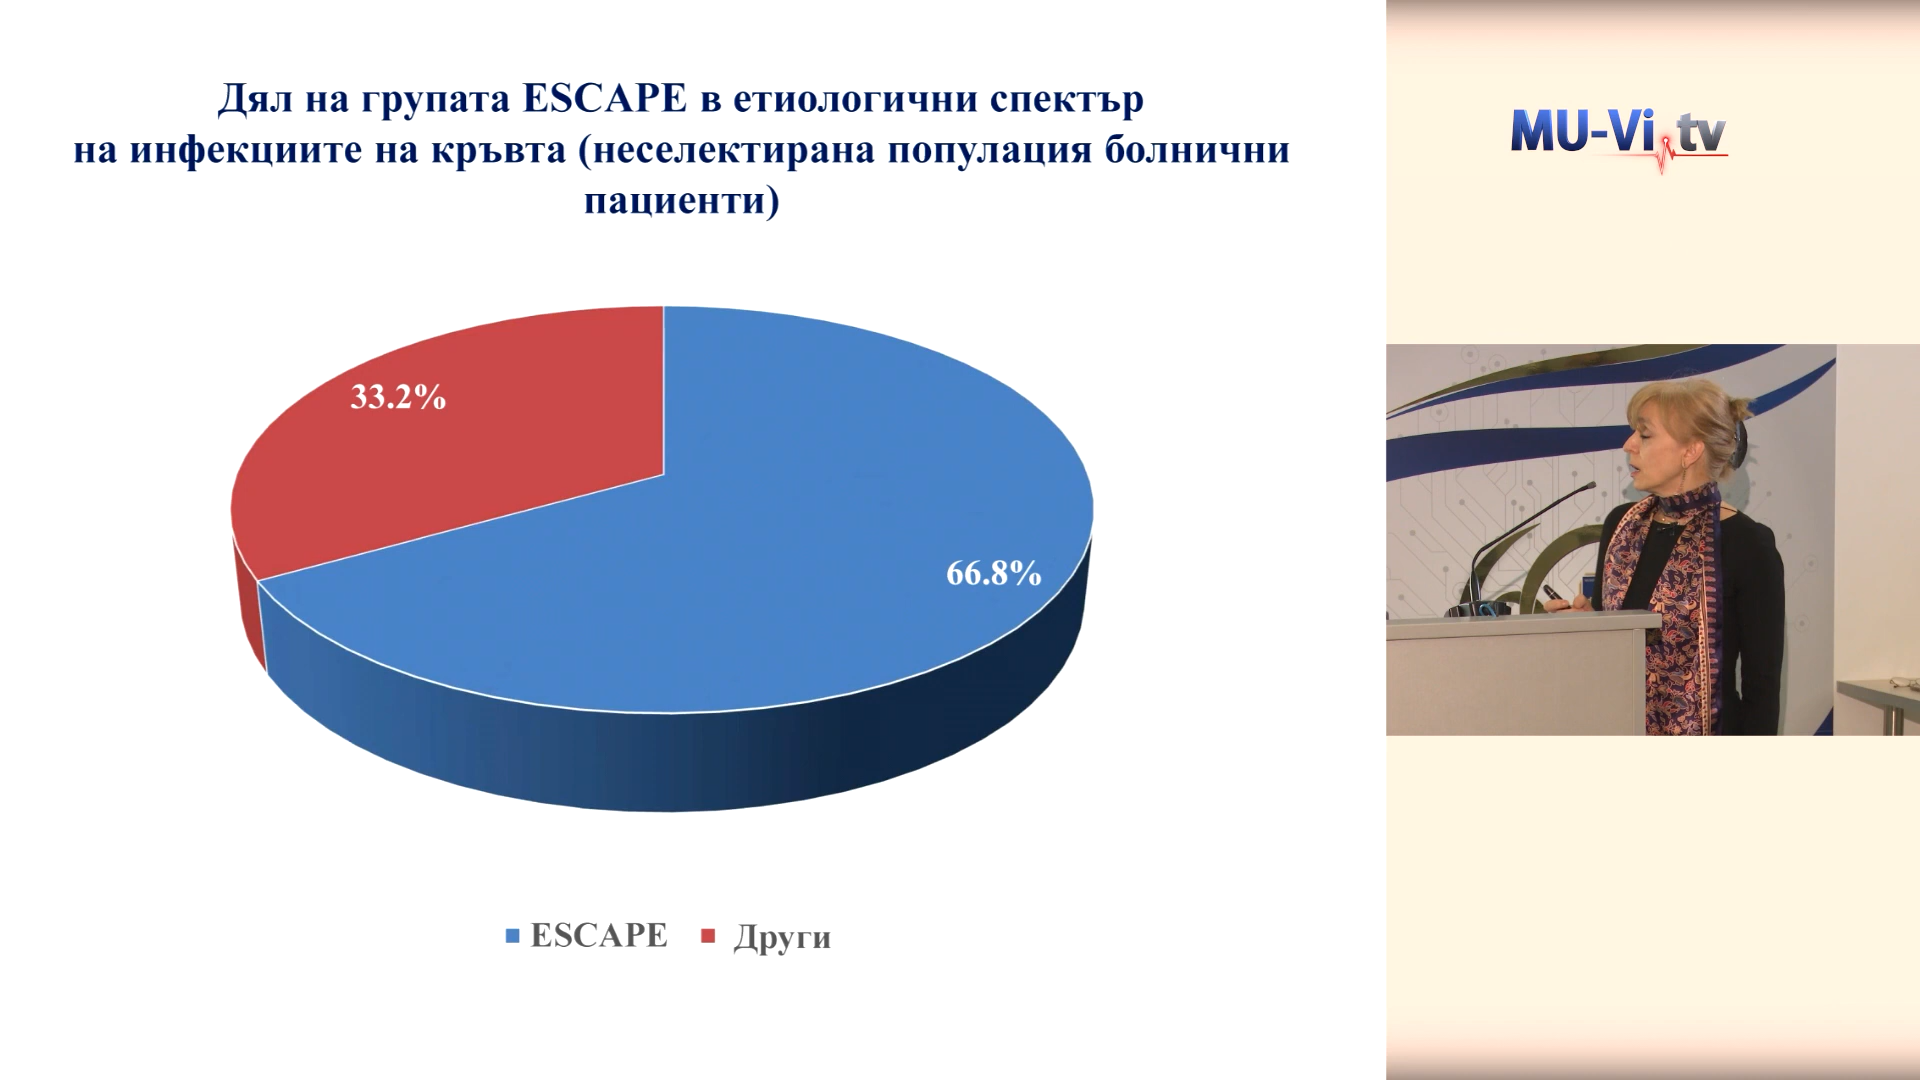 Дял на групата ESCAPE в етиологични спектър
на инфекциите на кръвта (неселектирана популация болнични
пациенти)
33.2%
66.8%
ESCAPE
Други
MU-Vi.tv